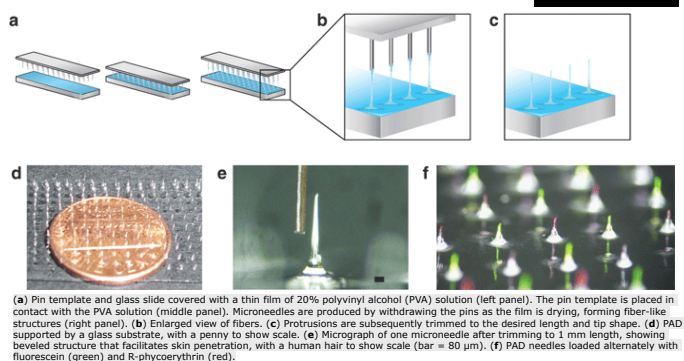 a
b
c
d
e
f
(a) Pin template and glass slide covered with a thin film of 20% polyvinyl alcohol (PVA) solution (left panel). The pin template is placed in
contact with the PVA solution (middle panel). Microneedles are produced by withdrawing the pins as the film is drying, forming fiber-like
structures (right panel). (b) Enlarged view of fibers. (c) Protrusions are subsequently trimmed to the desired length and tip shape. (d) PAD
supported by a glass substrate, with a penny to show scale. (e) Micrograph of one microneedle after trimming to 1 mm length, showing
beveled structure that facilitates skin penetration, with a human hair to show scale (bar = 80 μm). (f) PAD needles loaded alternately with
fluorescein (green) and R-phycoerythrin (red).